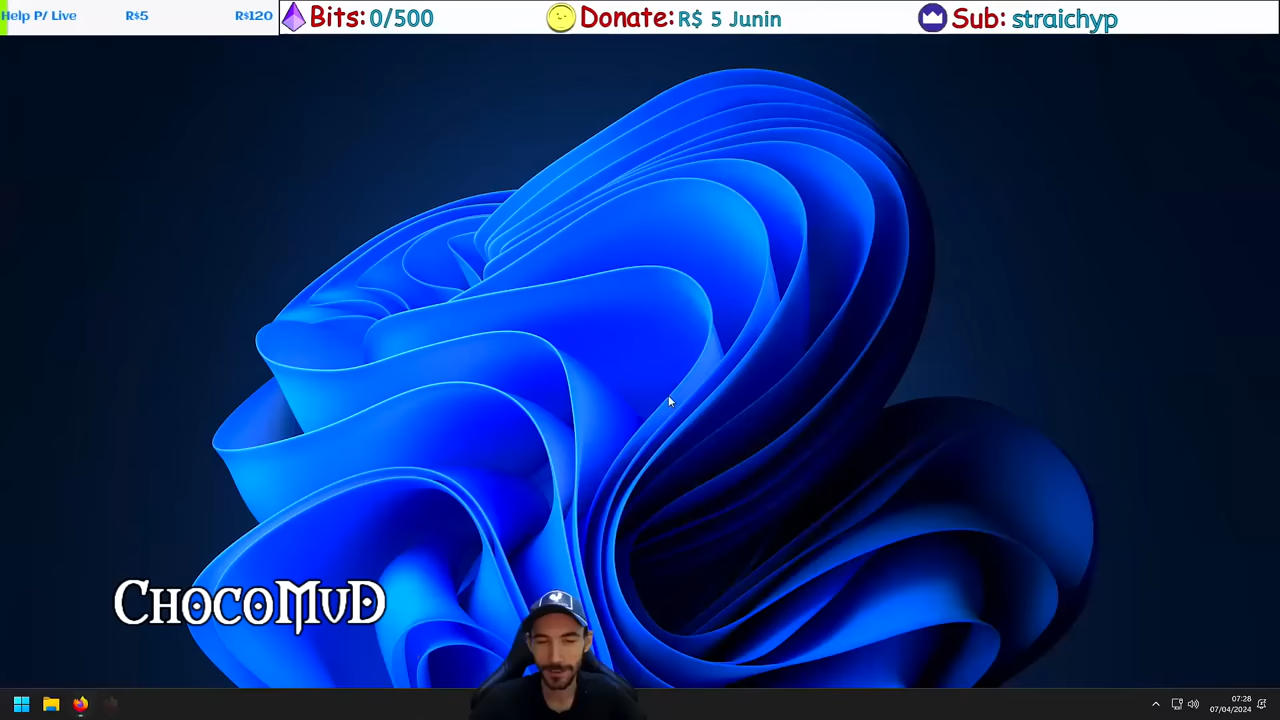 Help P/ Live R$5 R$120
Bits: 0/500
Donate: R$ 5 Junin
Sub: straichyp
ChocoMuD
07:28
07/04/2024